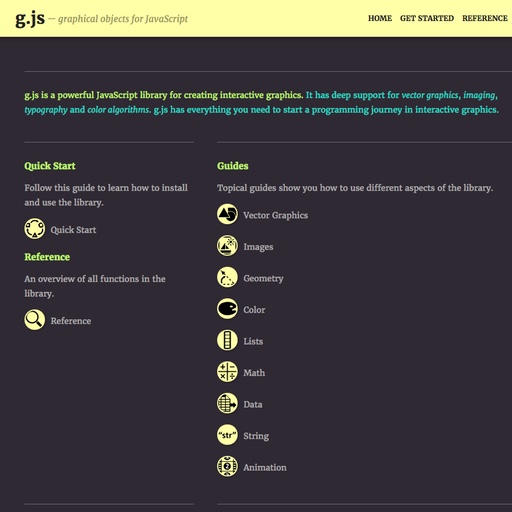 g.js — graphical objects for JavaScript
HOME GET STARTED REFERENCE
g.js is a powerful JavaScript library for creating interactive graphics. It has deep support for vector graphics, imaging,
typography and color algorithms. g.js has everything you need to start a programming journey in interactive graphics.
Quick Start
Follow this guide to learn how to install
and use the library.
Quick Start
Reference
An overview of all functions in the
library.
Reference
Guides
Topical guides show you how to use different aspects of the library.
Vector Graphics
Images
Geometry
Color
Lists
Math
Data
"str" String
Animation